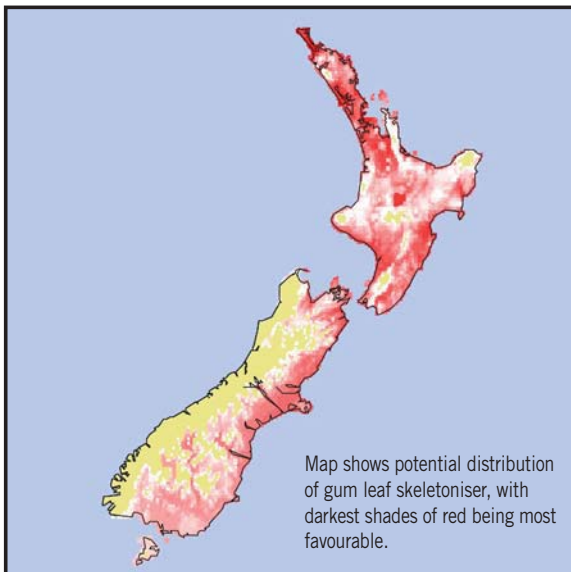 Map shows potential distribution
of gum leaf skeletoniser, with
darkest shades of red being most
favourable.